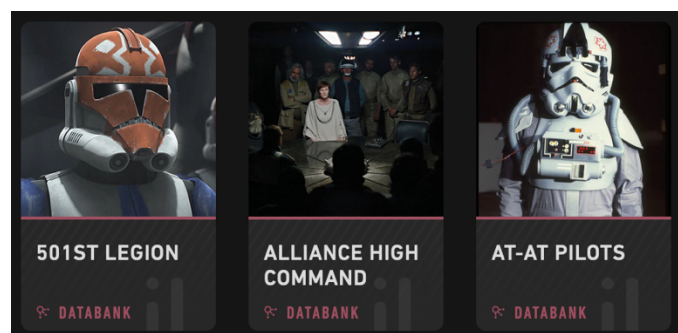 501ST LEGION
DATABANK
ALLIANCE HIGH
COMMAND
DATABANK
AT-AT PILOTS
DATABANK